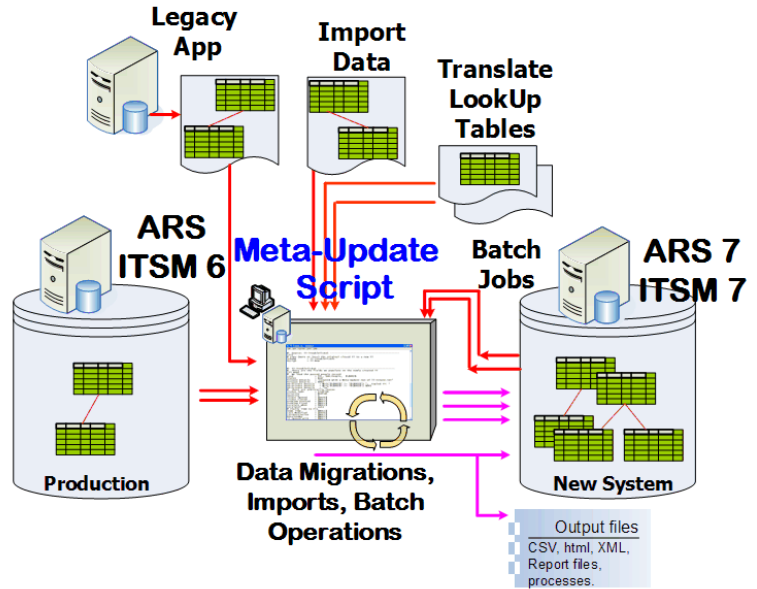 Legacy
App
Import
Data
Translate
LookUp
Tables
ARS
ITSM 6
Meta-Update
Script
Batch
Jobs
ARS 7
ITSM 7
Production
Data Migrations,
Imports, Batch
Operations
New System
Output files
CSV, html, XML,
Report files,
processes.